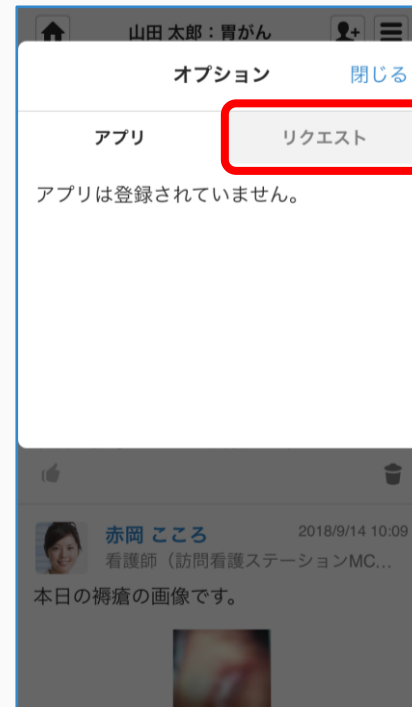 山田 太郎：胃がん
オプション
閉じる
アプリ
リクエスト
アプリは登録されていません。
赤岡 こころ
2018/9/14 10:09
看護師（訪問看護ステーションMC...
本日の褥瘡の画像です。